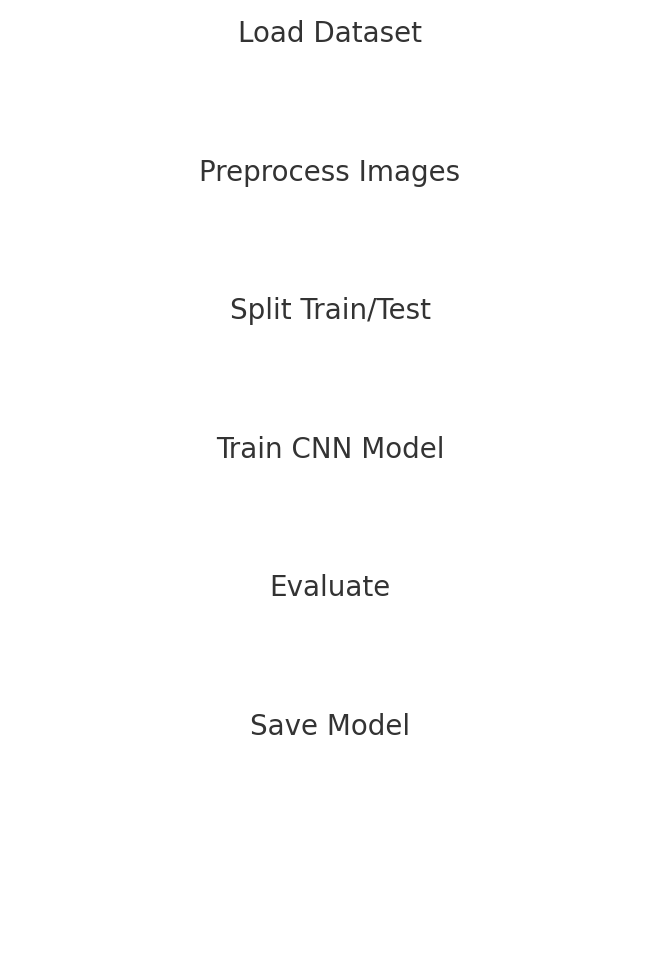 Load Dataset
Preprocess Images
Split Train/Test
Train CNN Model
Evaluate
Save Model